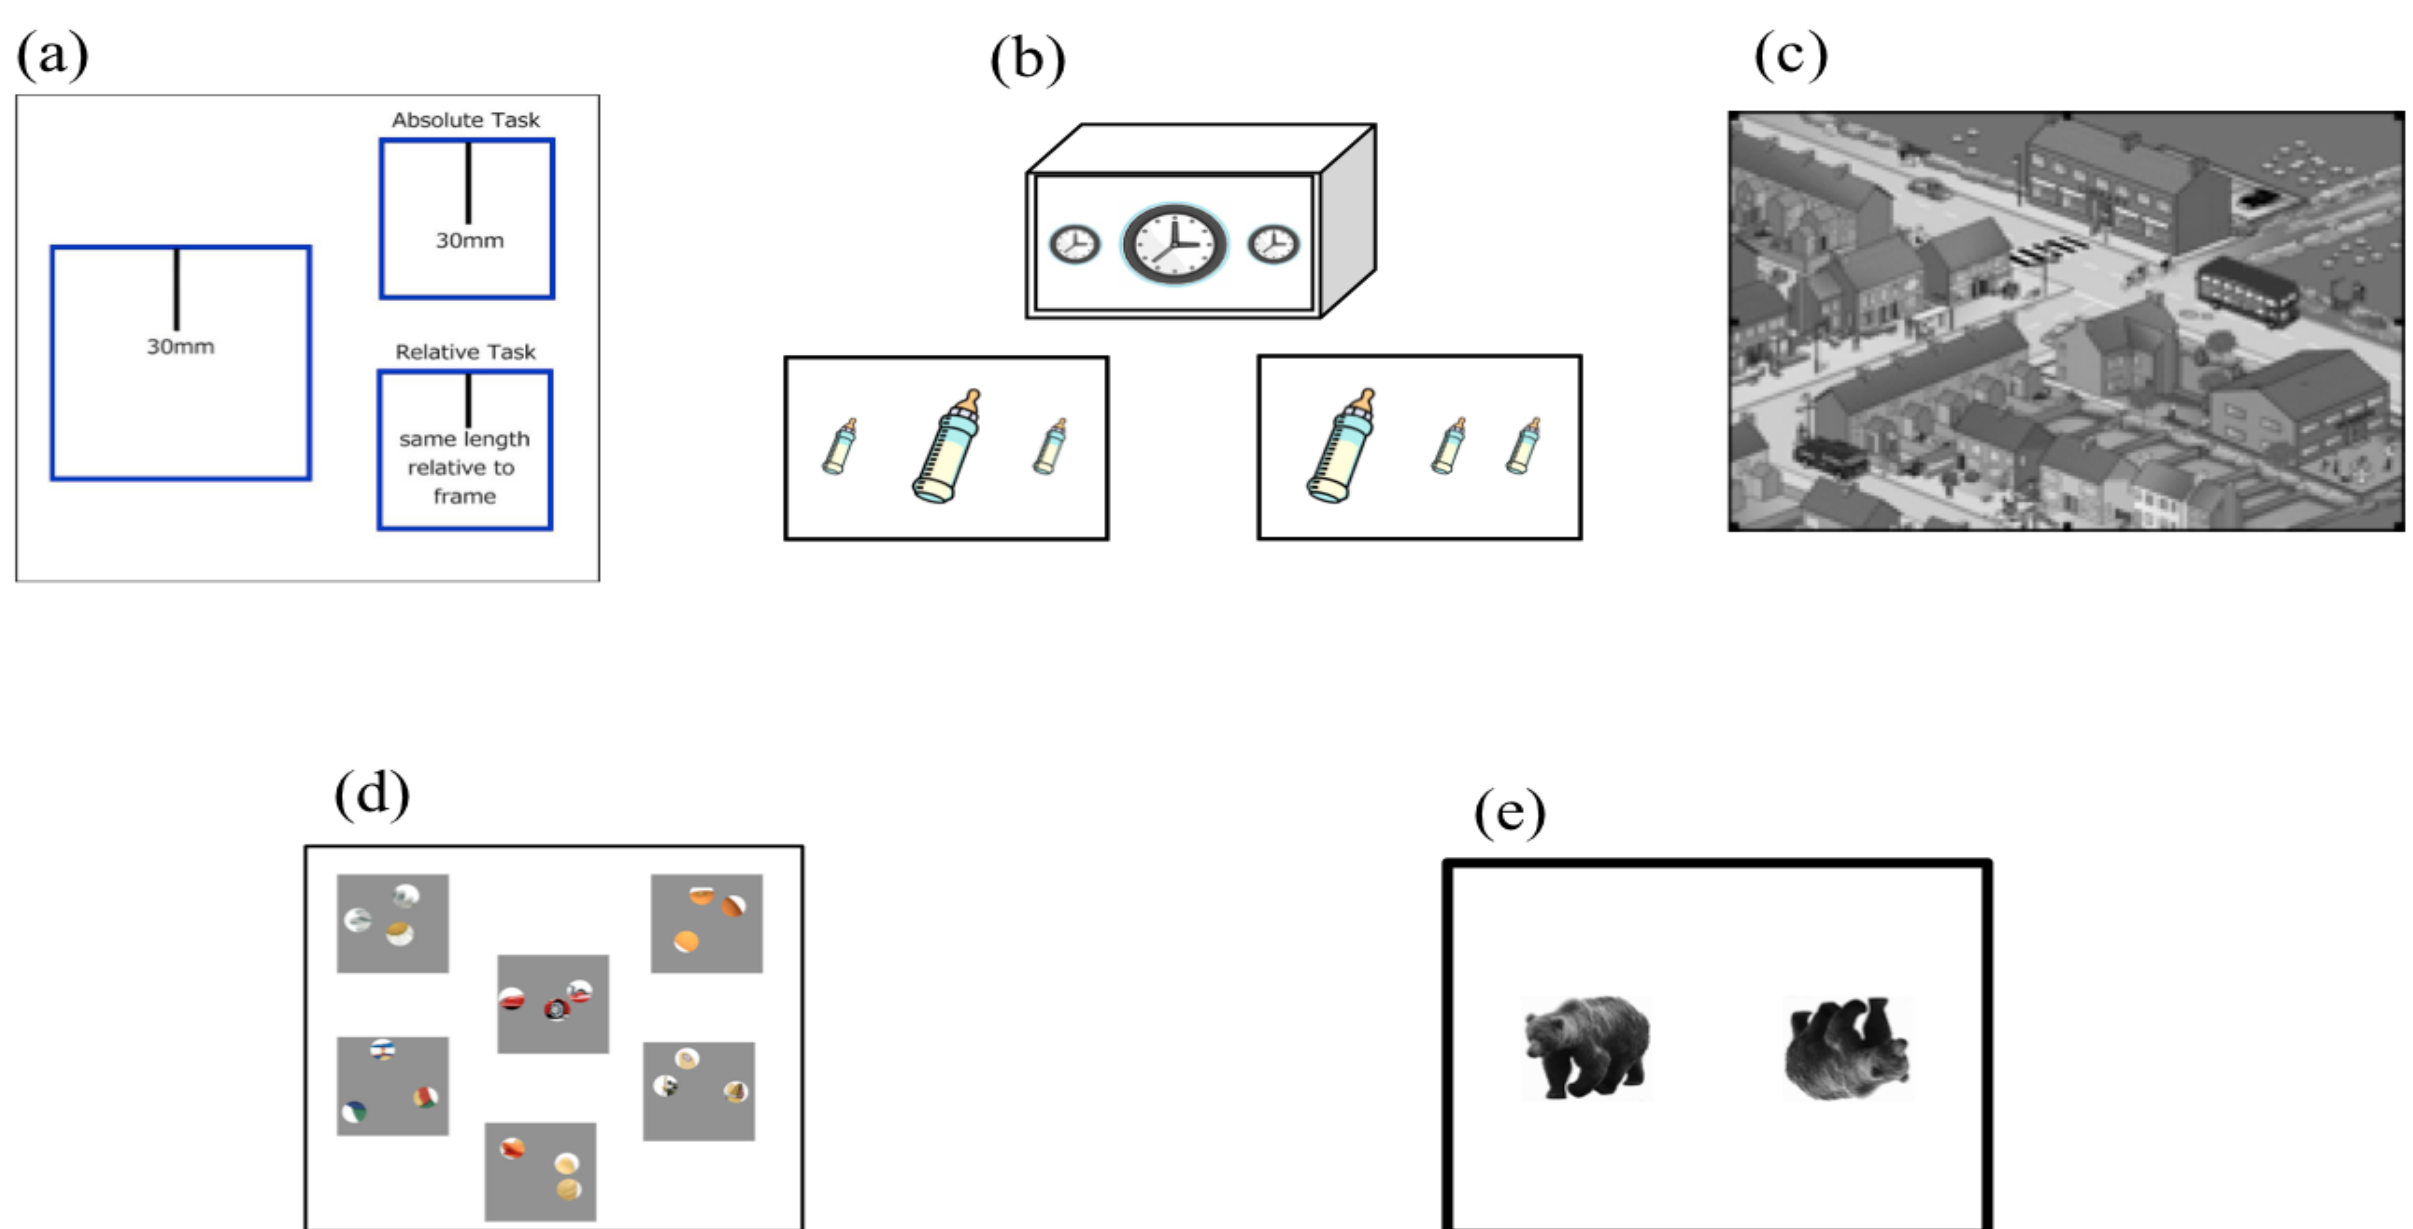 (a)
Absolute Task
30mm
30mm
Relative Task
same length
relative to
frame
(b)
(c)
(d)
(e)